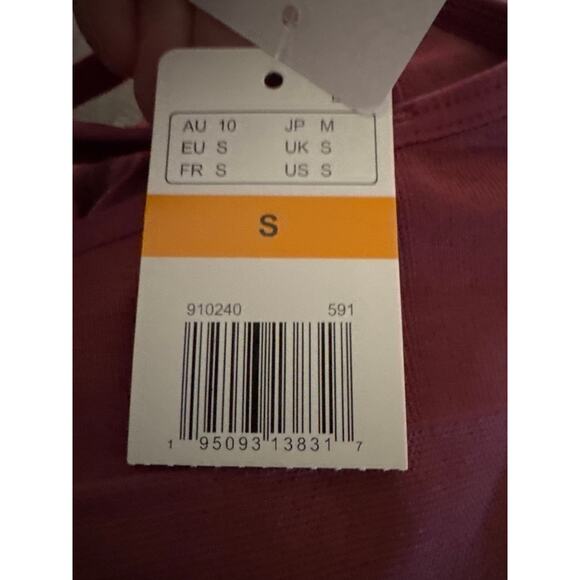 AU 10 JP M
EU S UK S
FR S US S
S
910240 591
1 95093 13831 7